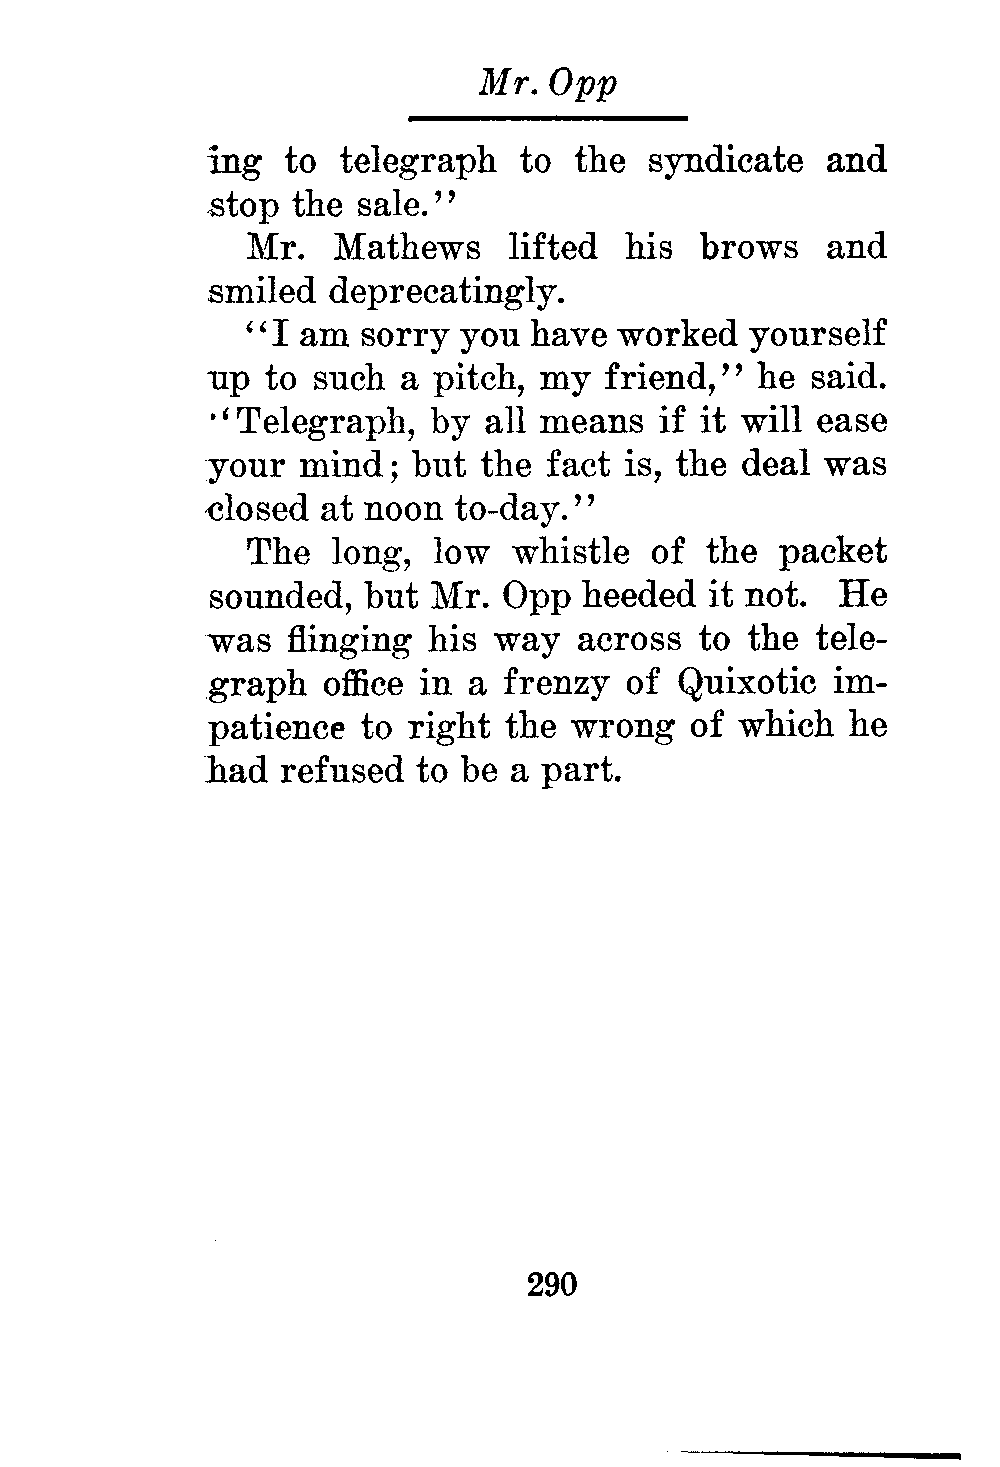 Mr. Opp
ing to telegraph to the syndicate and
stop the sale.''
Mr. Mathews lifted his brows and
smiled deprecatingly.
''I am sorry you have worked yourself
up to such a pitch, my friend,'' he said.
''Telegraph, by all means if it will ease
your mind; but the fact is, the deal was
closed at noon to-day.''
The long, low whistle of the packet
sounded, but Mr. Opp heeded it not. He
was flinging his way across to the tele-
graph office in a frenzy of Quixotic im-
patience to right the wrong of which he
had refused to be a part.
290